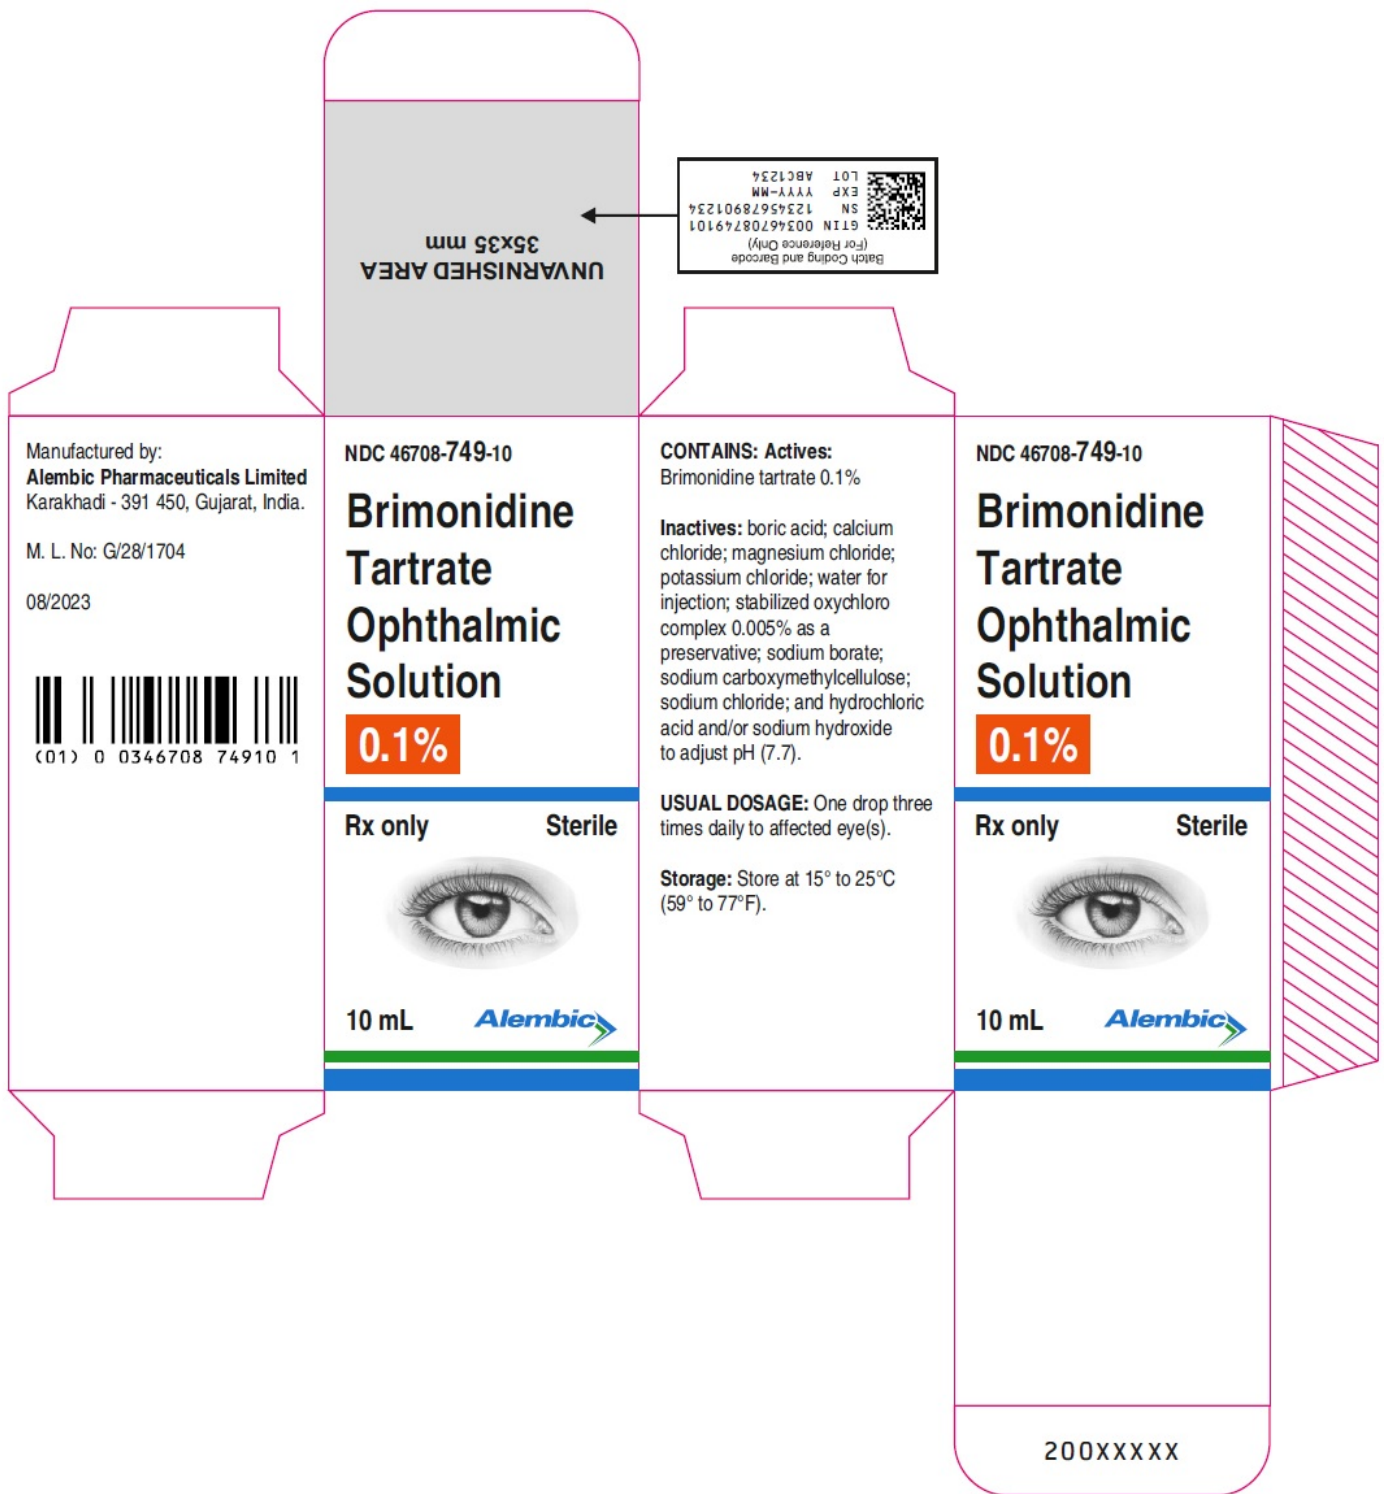 UNVARNISHED AREA
35x35 mm
Batch Coding and Barcode
(For Reference Only)
GTIN 00346708749101
SN 12345678901234
EXP YYYY-MM
LOT ABC1234
Manufactured by:
Alembic Pharmaceuticals Limited
Karakhadi - 391 450, Gujarat, India.
M. L. No: G/28/1704
08/2023
(01) 0 0346708 74910 1
NDC 46708-749-10
Brimonidine
Tartrate
Ophthalmic
Solution
0.1%
Rx only Sterile
10 mL Alembic
CONTAINS: Actives:
Brimonidine tartrate 0.1%
Inactives: boric acid; calcium
chloride; magnesium chloride;
potassium chloride; water for
injection; stabilized oxychloro
complex 0.005% as a
preservative; sodium borate;
sodium carboxymethylcellulose;
sodium chloride; and hydrochloric
acid and/or sodium hydroxide
to adjust pH (7.7).
USUAL DOSAGE: One drop three
times daily to affected eye(s).
Storage: Store at 15° to 25°C
(59° to 77°F).
NDC 46708-749-10
Brimonidine
Tartrate
Ophthalmic
Solution
0.1%
Rx only Sterile
10 mL Alembic
200XXXXX